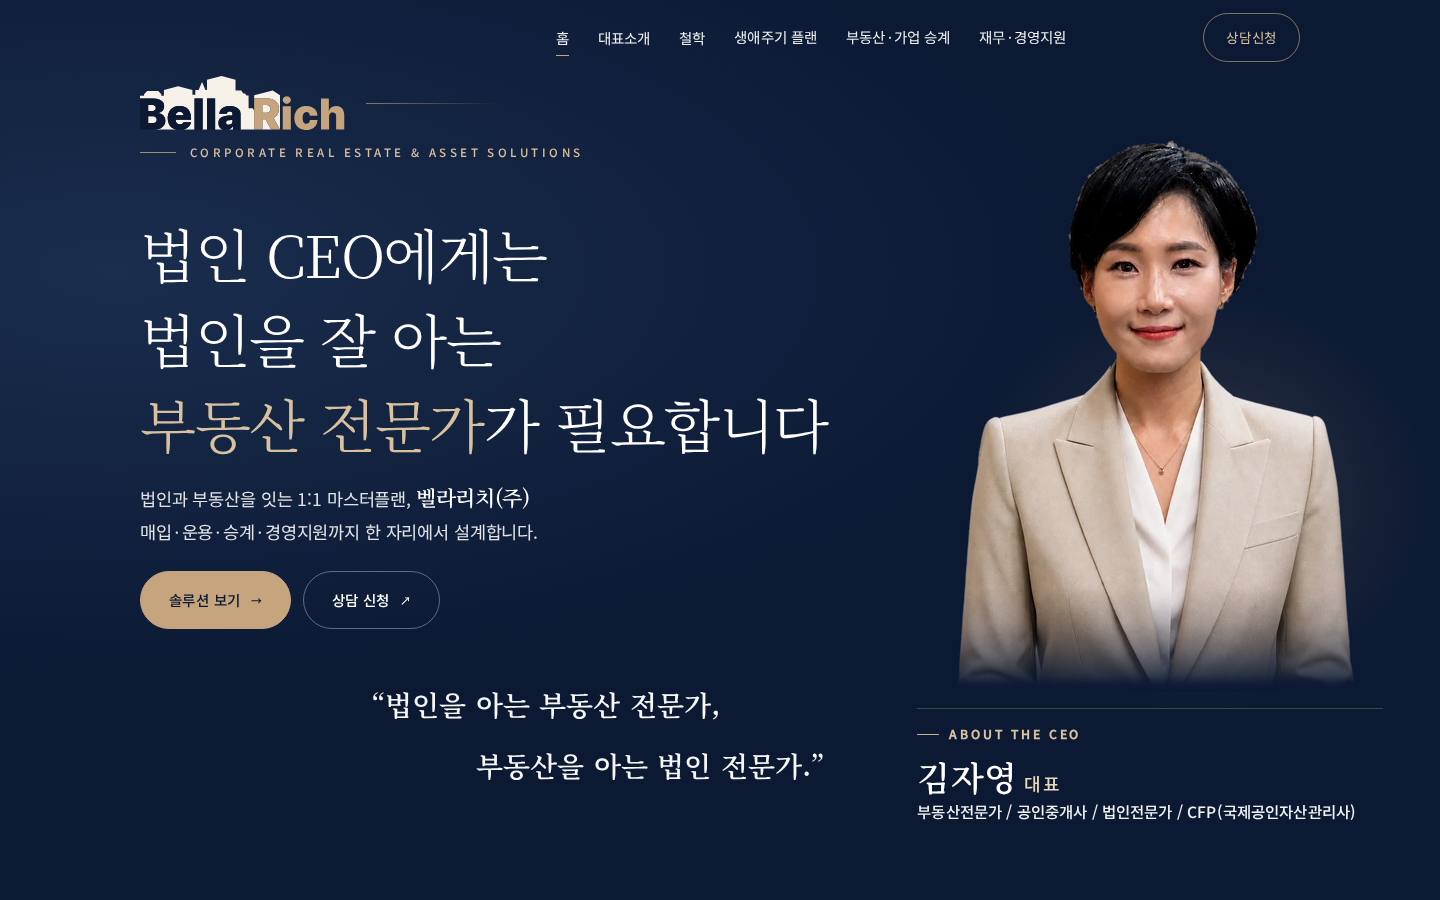 홈 대표소개 철학 생애주기 플랜 부동산·가업 승계 재무·경영지원 상담신청
Bella Rich
CORPORATE REAL ESTATE & ASSET SOLUTIONS
법인 CEO에게는
법인을 잘 아는
부동산 전문가가 필요합니다
법인과 부동산을 잇는 1:1 마스터플랜, 벨라리치(주)
매입·운용·승계·경영지원까지 한 자리에서 설계합니다.
솔루션 보기 → 상담 신청 ↗
“법인을 아는 부동산 전문가,
부동산을 아는 법인 전문가.”
ABOUT THE CEO
김자영 대표
부동산전문가 / 공인중개사 / 법인전문가 / CFP(국제공인자산관리사)